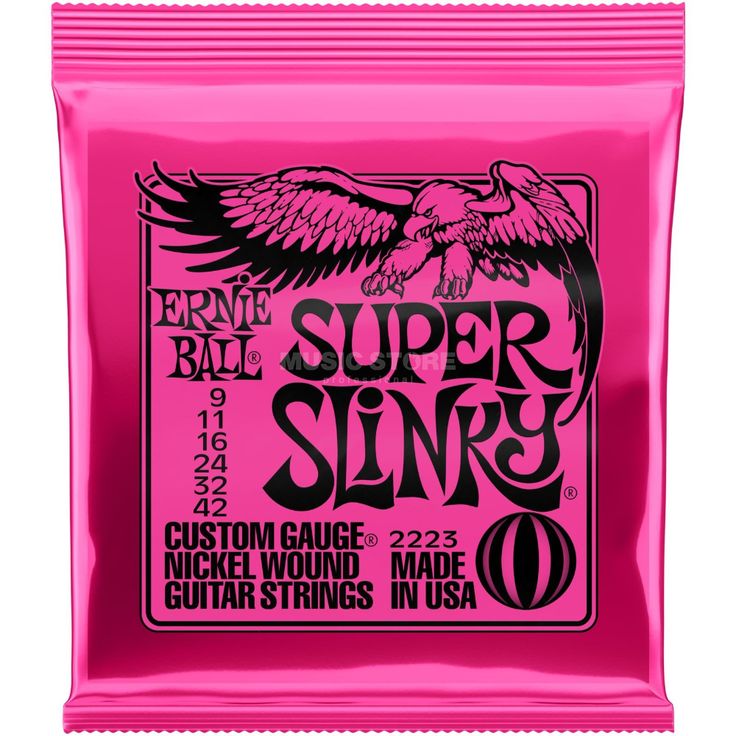 ERNIE
BALL®
SUPER
SLINKY®
MUSIC STORE
professional
9
11
16
24
32
42
CUSTOM GAUGE® 2223
NICKEL WOUND MADE
GUITAR STRINGS IN USA